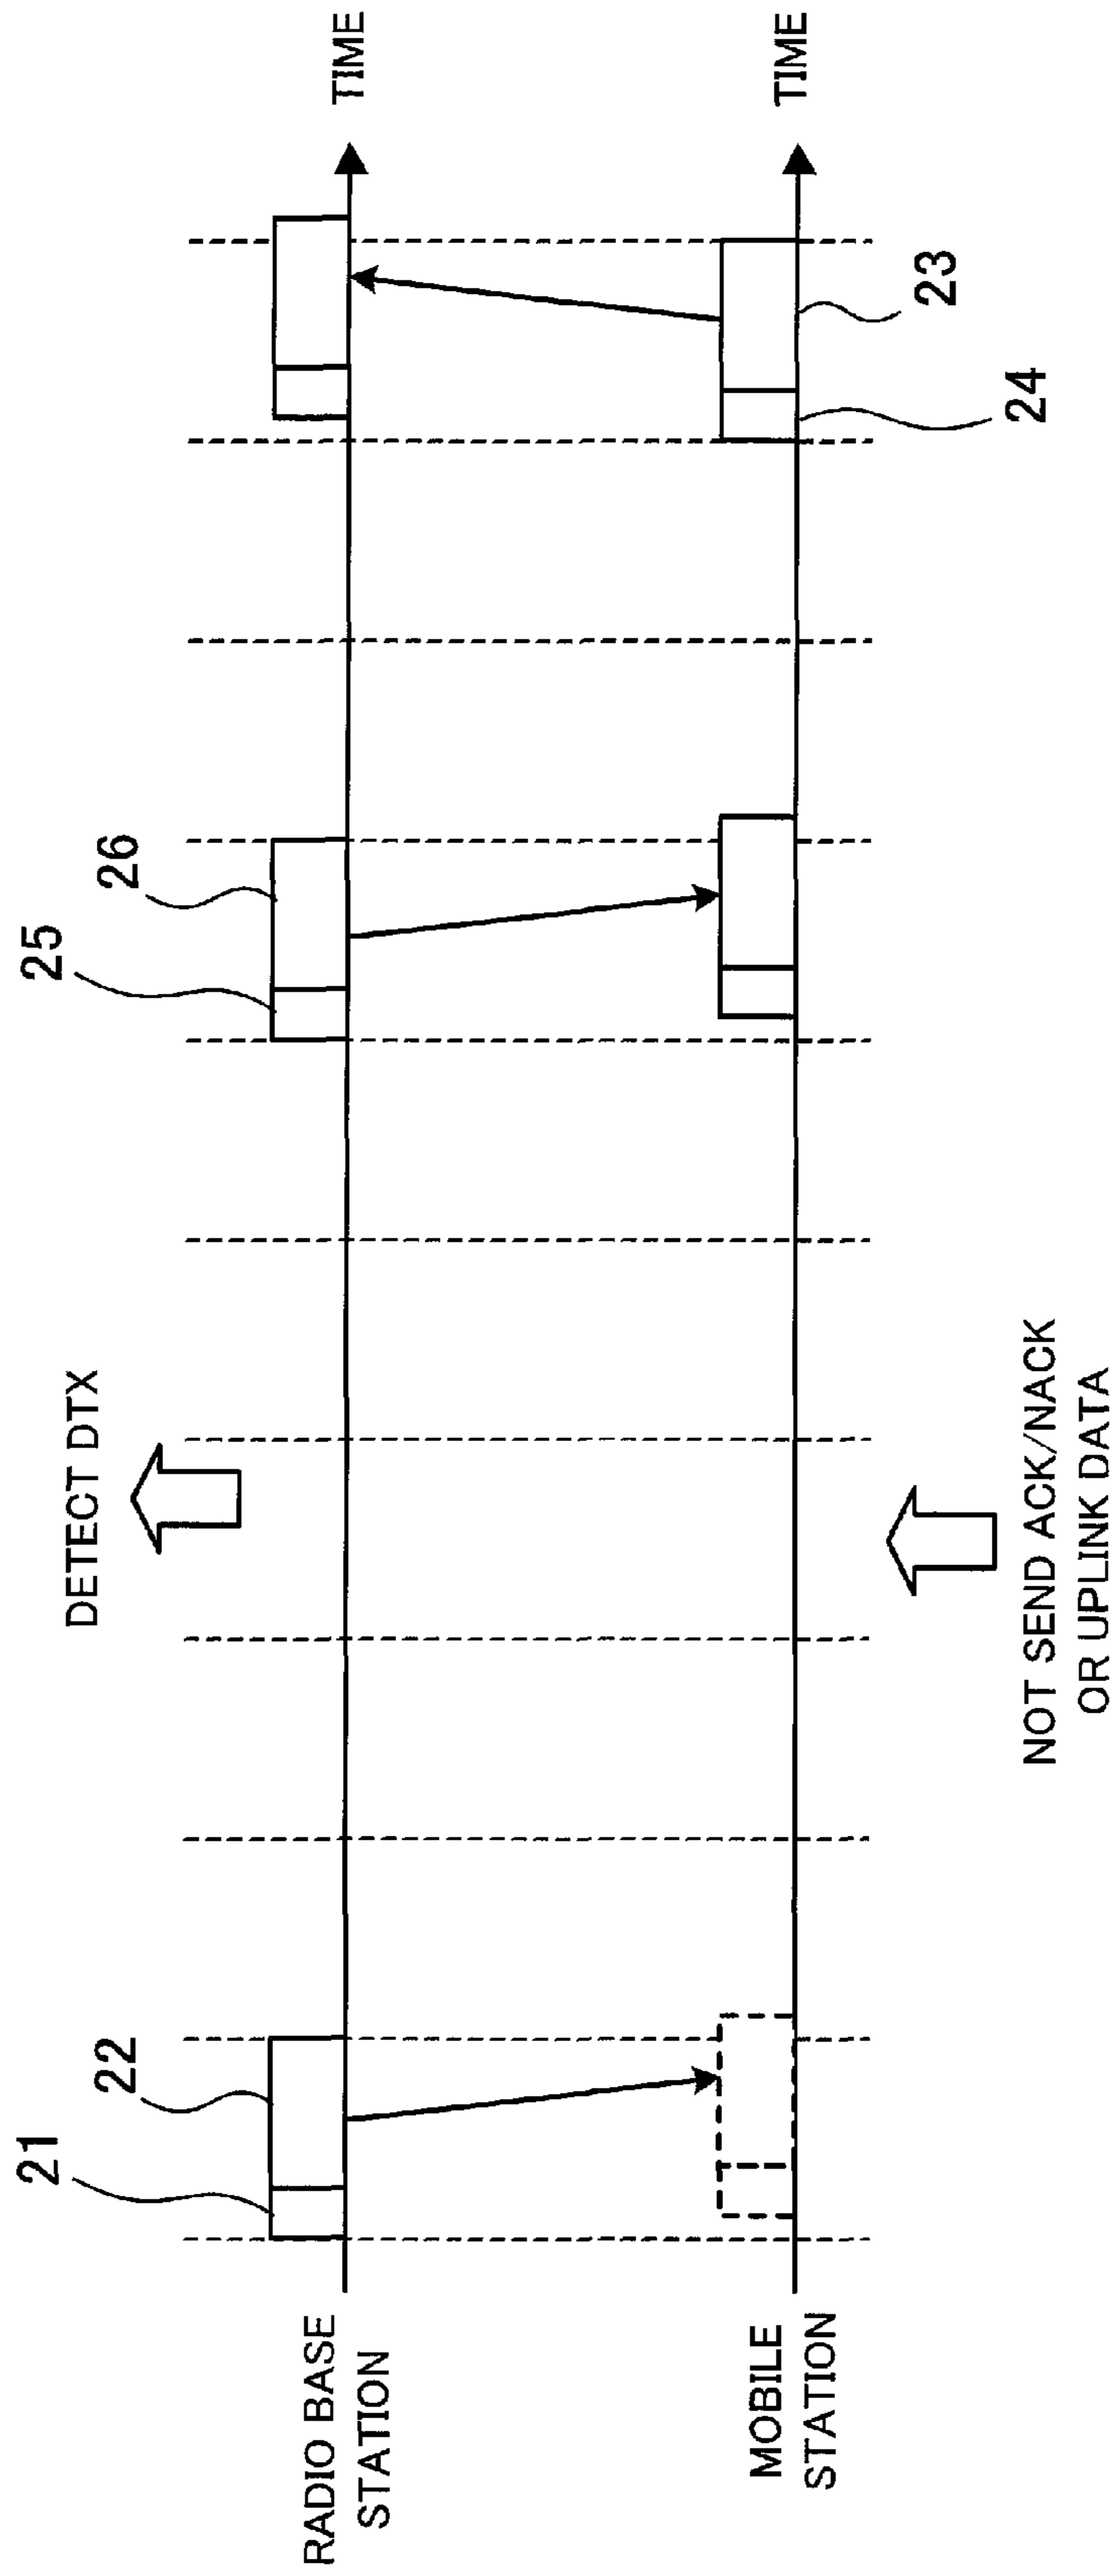 DETECT DTX
21
22
25
26
RADIO BASE
STATION
TIME
MOBILE
STATION
TIME
24
23
NOT SEND ACK/NACK
OR UPLINK DATA